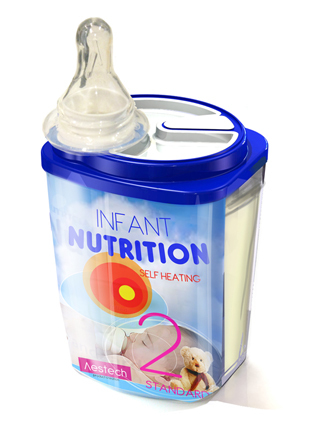 INFANT
NUTRITION
SELF HEATING
2
Aestech
STANDARD